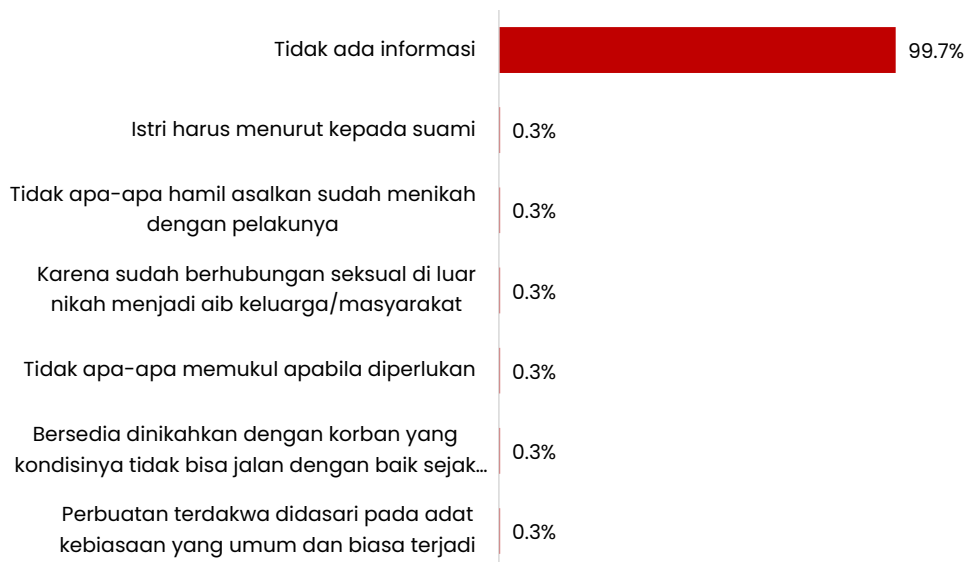 Tidak ada informasi
99.7%
Istri harus menurut kepada suami
0.3%
Tidak apa-apa hamil asalkan sudah menikah
dengan pelakunya
0.3%
Karena sudah berhubungan seksual di luar
nikah menjadi aib keluarga/masyarakat
0.3%
Tidak apa-apa memukul apabila diperlukan
0.3%
Bersedia dinikahkan dengan korban yang
kondisinya tidak bisa jalan dengan baik sejak...
0.3%
Perbuatan terdakwa didasari pada adat
kebiasaan yang umum dan biasa terjadi
0.3%